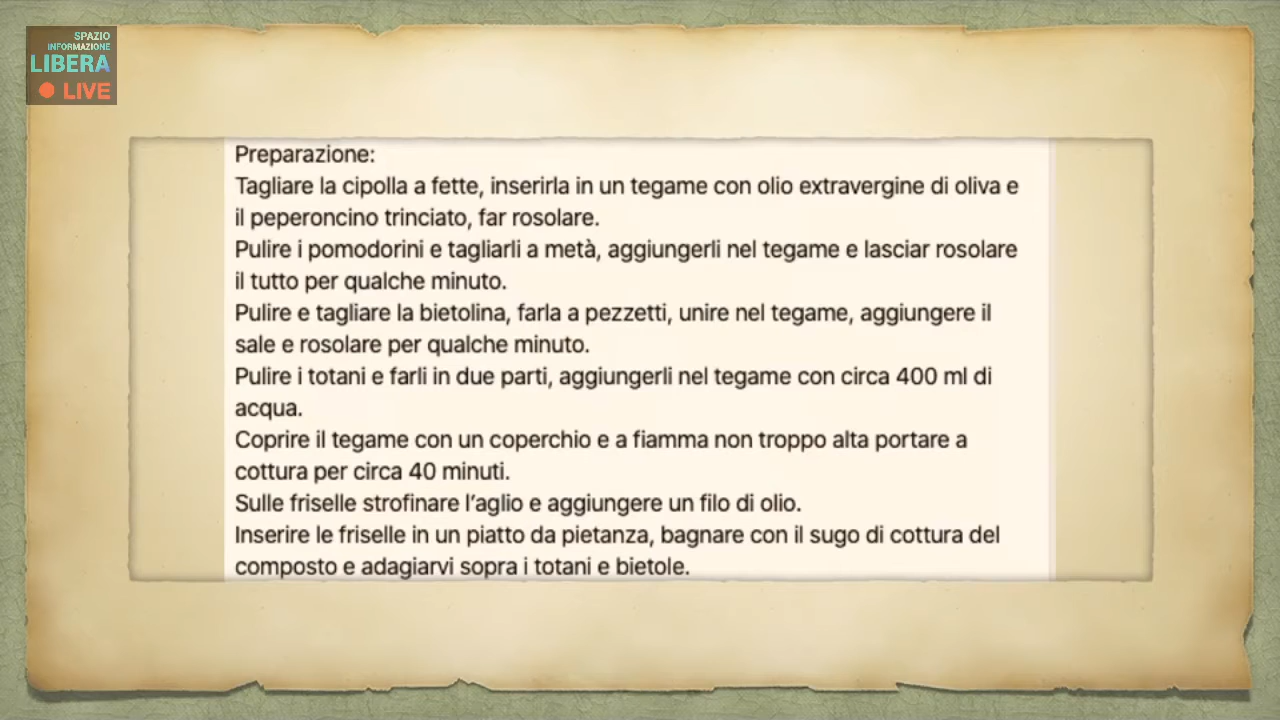 SPAZIO
INFORMAZIONE
LIBERA
LIVE
Preparazione:
Tagliare la cipolla a fette, inserirla in un tegame con olio extravergine di oliva e
il peperoncino trinciato, far rosolare.
Pulire i pomodorini e tagliarli a metà, aggiungerli nel tegame e lasciar rosolare
il tutto per qualche minuto.
Pulire e tagliare la bietolina, farla a pezzetti, unire nel tegame, aggiungere il
sale e rosolare per qualche minuto.
Pulire i totani e farli in due parti, aggiungerli nel tegame con circa 400 ml di
acqua.
Coprire il tegame con un coperchio e a fiamma non troppo alta portare a
cottura per circa 40 minuti.
Sulle friselle strofinare l’aglio e aggiungere un filo di olio.
Inserire le friselle in un piatto da pietanza, bagnare con il sugo di cottura del
composto e adagiarvi sopra i totani e bietole.